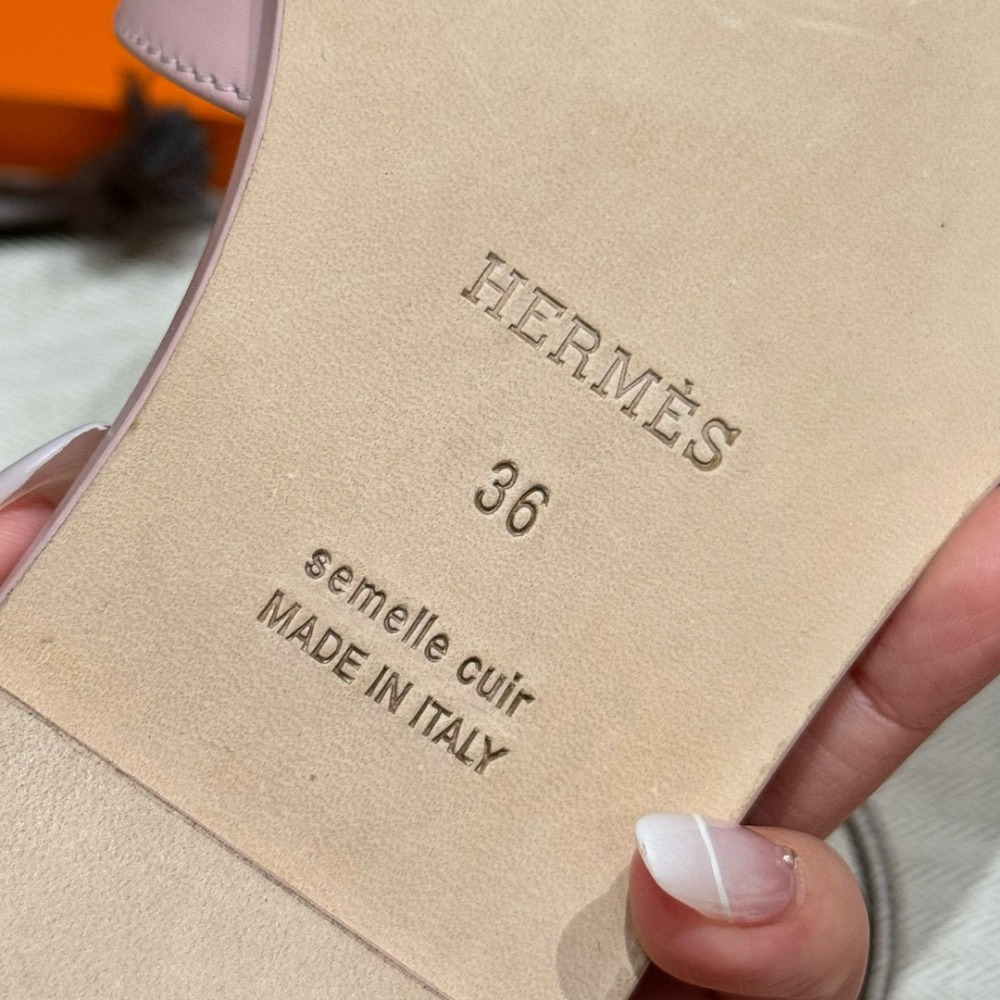 HERMÈS
36
semelle cuir
MADE IN ITALY